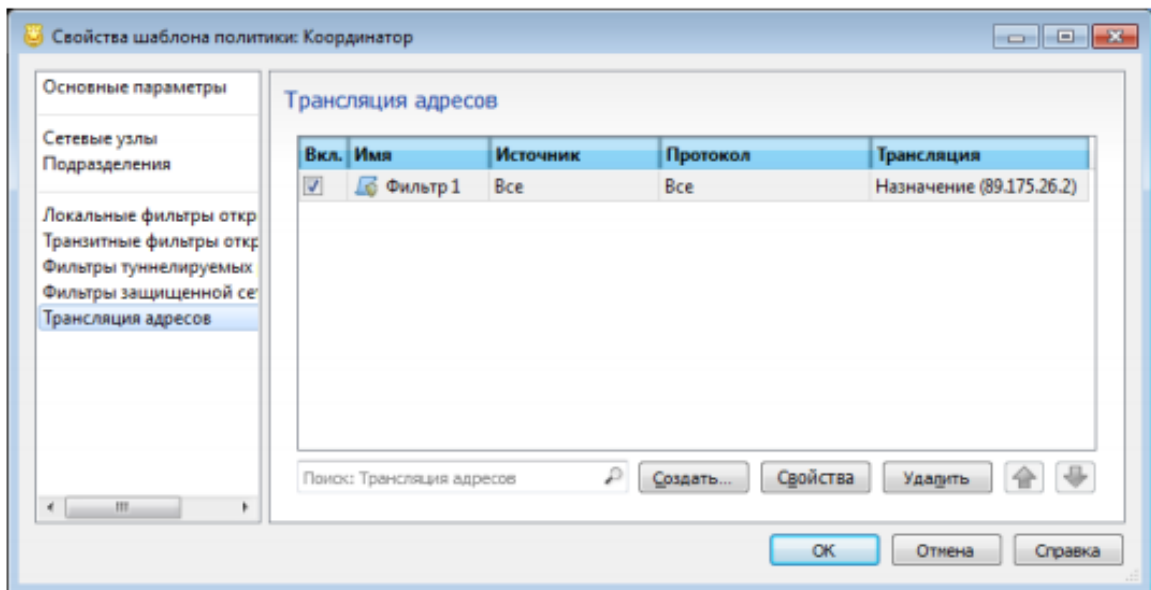 Свойства шаблона политики: Координатор
Основные параметры
Сетевые узлы
Подразделения
Локальные фильтры откр
Транзитные фильтры откр
Фильтры туннелируемых
Фильтры защищенной се
Трансляция адресов
Трансляция адресов
Вкл. Имя Источник Протокол Трансляция
Фильтр 1 Все Все Назначение (89.175.26.2)
Поиск: Трансляция адресов Создать... Свойства Удалить
ОК Отмена Справка